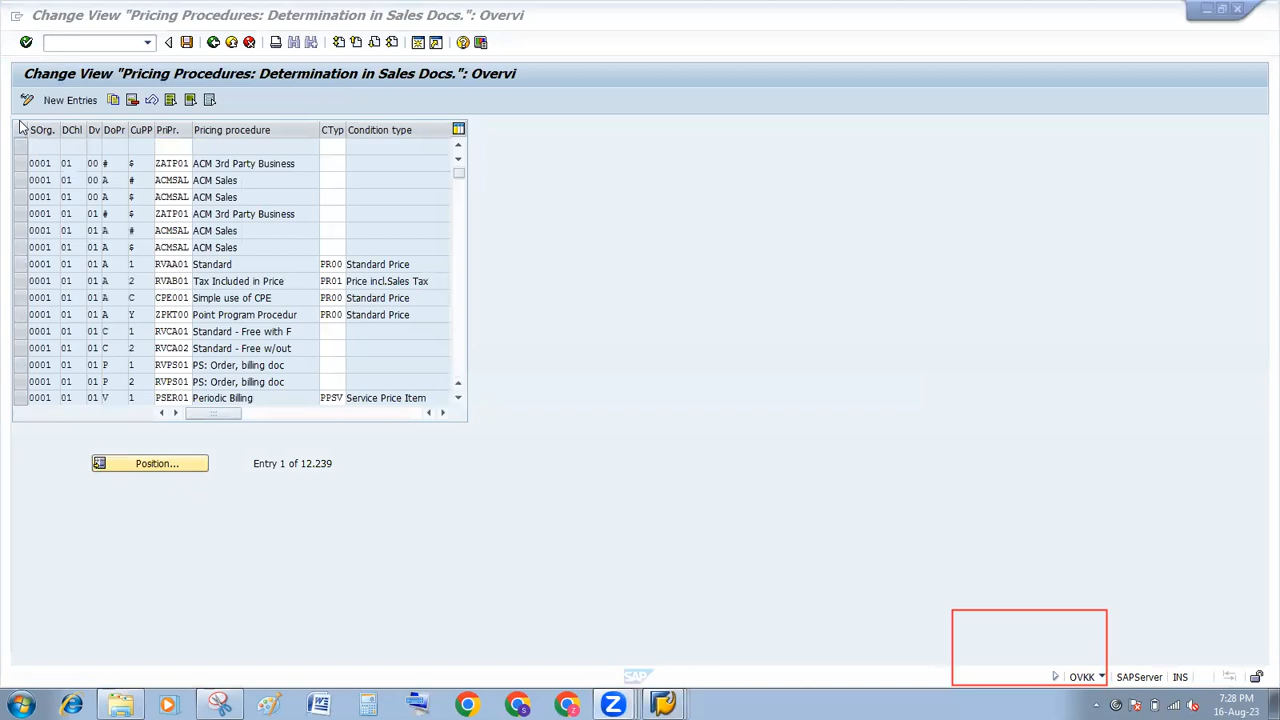 Change View "Pricing Procedures: Determination in Sales Docs.": Overvi
Change View "Pricing Procedures: Determination in Sales Docs.": Overvi
New Entries
SOrg. DChl Dv DoPr CuPP PriPr. Pricing procedure CTyp Condition type
0001 01 00 # $ ZATP01 ACM 3rd Party Business
0001 01 00 A # ACMSAL ACM Sales
0001 01 00 A $ ACMSAL ACM Sales
0001 01 01 # $ ZATP01 ACM 3rd Party Business
0001 01 01 A # ACMSAL ACM Sales
0001 01 01 A $ ACMSAL ACM Sales
0001 01 01 A 1 RVAA01 Standard PR00 Standard Price
0001 01 01 A 2 RVAB01 Tax Included in Price PR01 Price incl.Sales Tax
0001 01 01 A C CPE001 Simple use of CPE PR00 Standard Price
0001 01 01 A Y ZPKT00 Point Program Procedur PR00 Standard Price
0001 01 01 C 1 RVCA01 Standard - Free with F
0001 01 01 C 2 RVCA02 Standard - Free w/out
0001 01 01 P 1 RVPS01 PS: Order, billing doc
0001 01 01 P 2 RVPS01 PS: Order, billing doc
0001 01 01 V 1 PSER01 Periodic Billing PPSV Service Price Item
Position... Entry 1 of 12.239
SAP OVKK SAPServer INS
7:28 PM
16-Aug-23